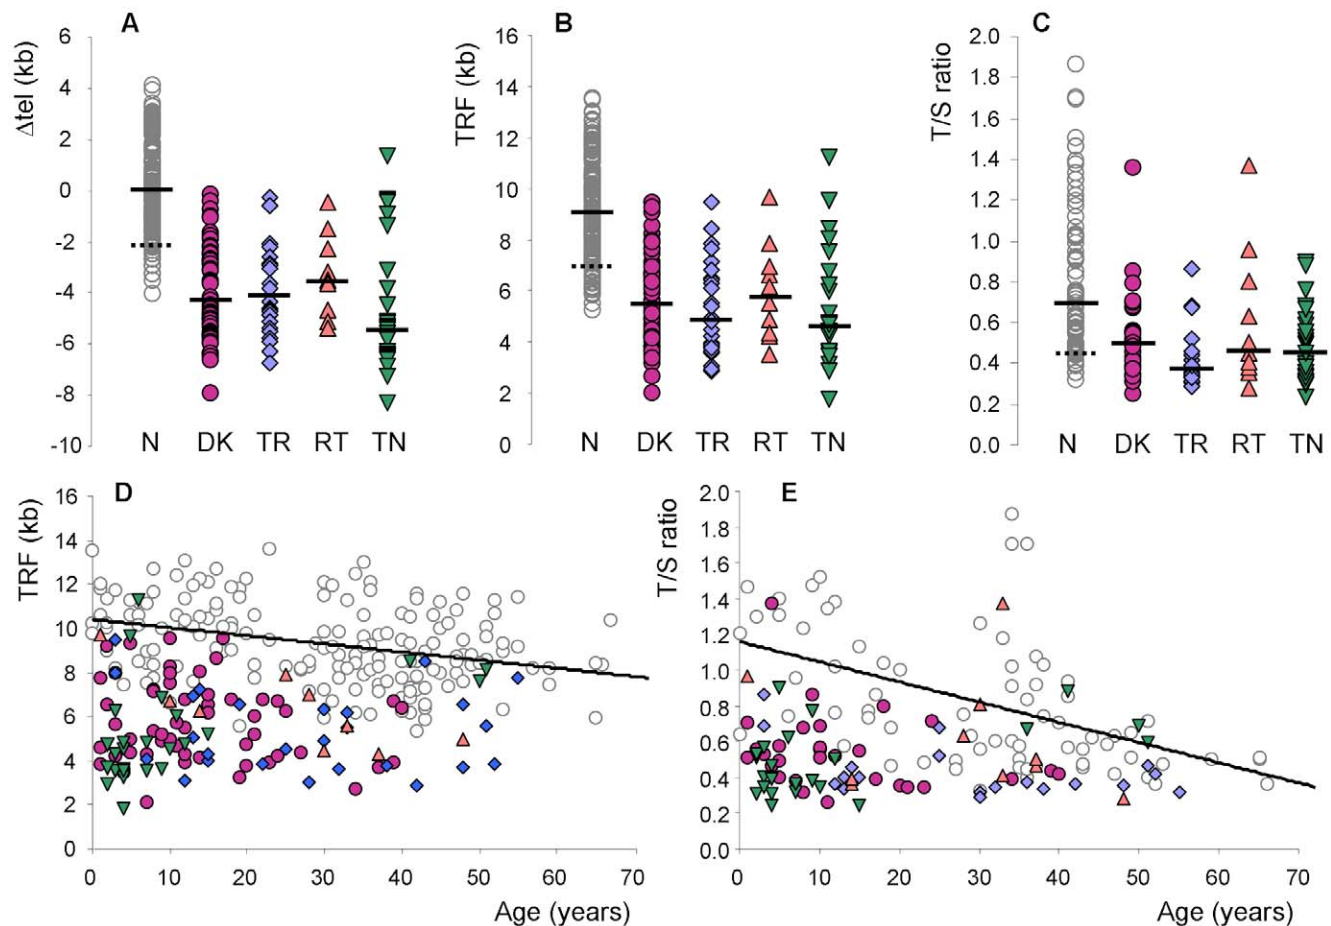 A
Δtel (kb)
6
4
2
0
-2
-4
-6
-8
-10
N DK TR RT TN
B
TRF (kb)
16
14
12
10
8
6
4
2
0
N DK TR RT TN
C
T/S ratio
2.0
1.8
1.6
1.4
1.2
1.0
0.8
0.6
0.4
0.2
0.0
N DK TR RT TN
D
TRF (kb)
16
14
12
10
8
6
4
2
0
0 10 20 30 40 50 60 70
Age (years)
E
T/S ratio
2.0
1.8
1.6
1.4
1.2
1.0
0.8
0.6
0.4
0.2
0.0
0 10 20 30 40 50 60 70
Age (years)